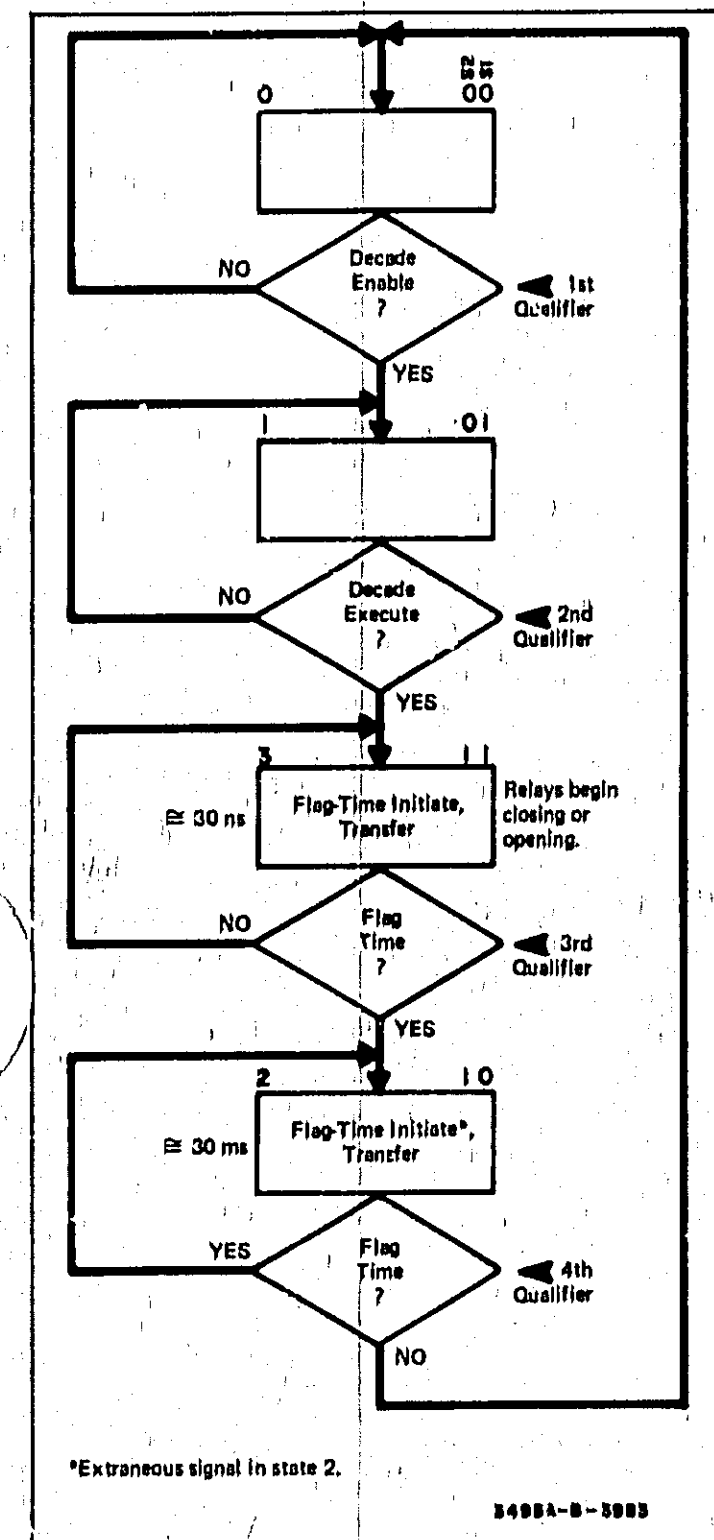 S2 S1
0 00
Decade
Enable
?
NO
1st
Qualifier
YES
1 01
Decade
Execute
?
NO
2nd
Qualifier
YES
3 11
≅ 30 ns
Flag-Time Initiate,
Transfer
Relays begin
closing or
opening.
Flag
Time
?
NO
3rd
Qualifier
YES
2 10
≅ 30 ms
Flag-Time Initiate*,
Transfer
Flag
Time
?
YES
4th
Qualifier
NO
*Extraneous signal in state 2.